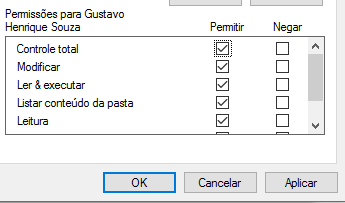 Permissões para Gustavo
Henrique Souza Permitir Negar
Controle total
Modificar
Ler & executar
Listar conteúdo da pasta
Leitura
OK Cancelar Aplicar